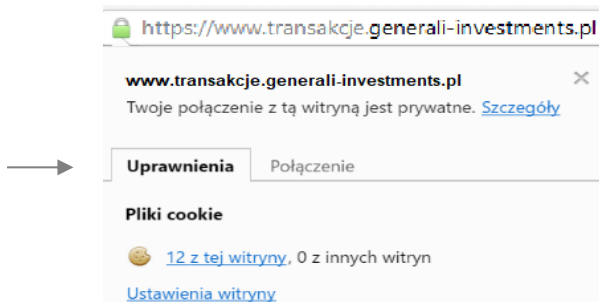 https://www.transakcje.generali-investments.pl
www.transakcje.generali-investments.pl
Twoje połączenie z tą witryną jest prywatne. Szczegóły
Uprawnienia Połączenie
Pliki cookie
12 z tej witryny, 0 z innych witryn
Ustawienia witryny